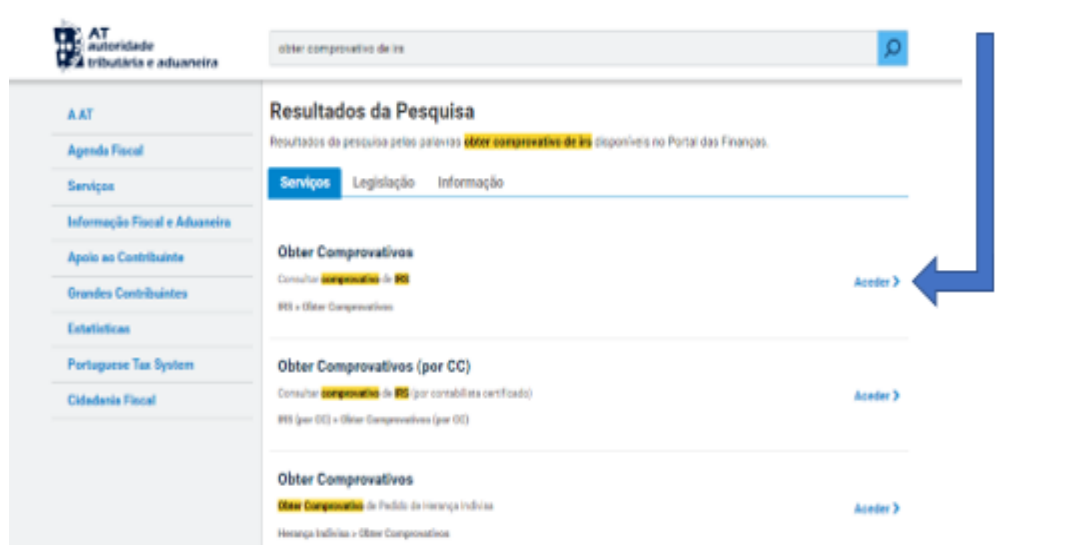 AT
autoridade
tributária e aduaneira
obter comprovativo de irs
A AT
Agenda Fiscal
Serviços
Informação Fiscal e Aduaneira
Apoio ao Contribuinte
Grandes Contribuintes
Estatísticas
Portuguese Tax System
Cidadania Fiscal
Resultados da Pesquisa
Resultados da pesquisa pelas palavras obter comprovativo de irs disponíveis no Portal das Finanças.
Serviços Legislação Informação
Obter Comprovativos
Consultar comprovativo de IRS
Aceder
IRS » Obter Comprovativos
Obter Comprovativos (por CC)
Consultar comprovativo de IRS (por contabilista certificado)
Aceder
IRS (por CC) » Obter Comprovativos (por CC)
Obter Comprovativos
Obter Comprovativo de Pedido de Herança Indivisa
Aceder
Herança Indivisa > Obter Comprovativos